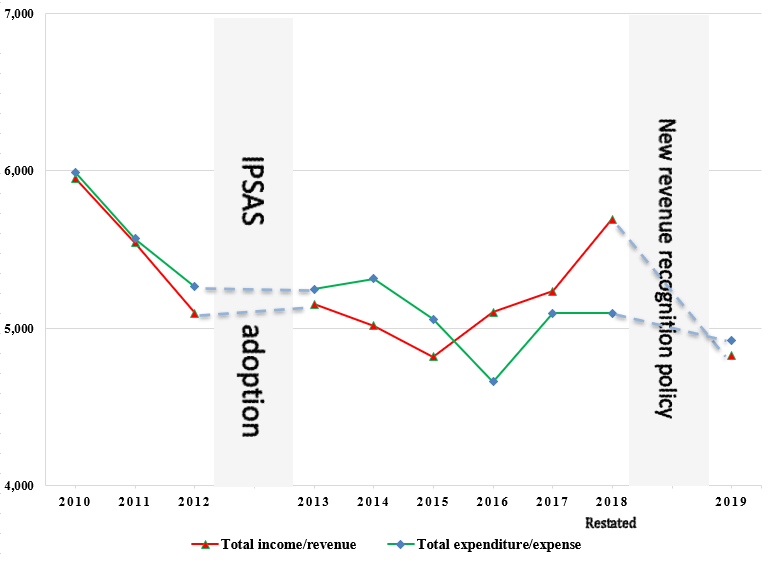 7,000
6,000
5,000
4,000
IPSAS adoption
New revenue recognition policy
2010 2011 2012 2013 2014 2015 2016 2017 2018 2019
Restated
Total income/revenue Total expenditure/expense